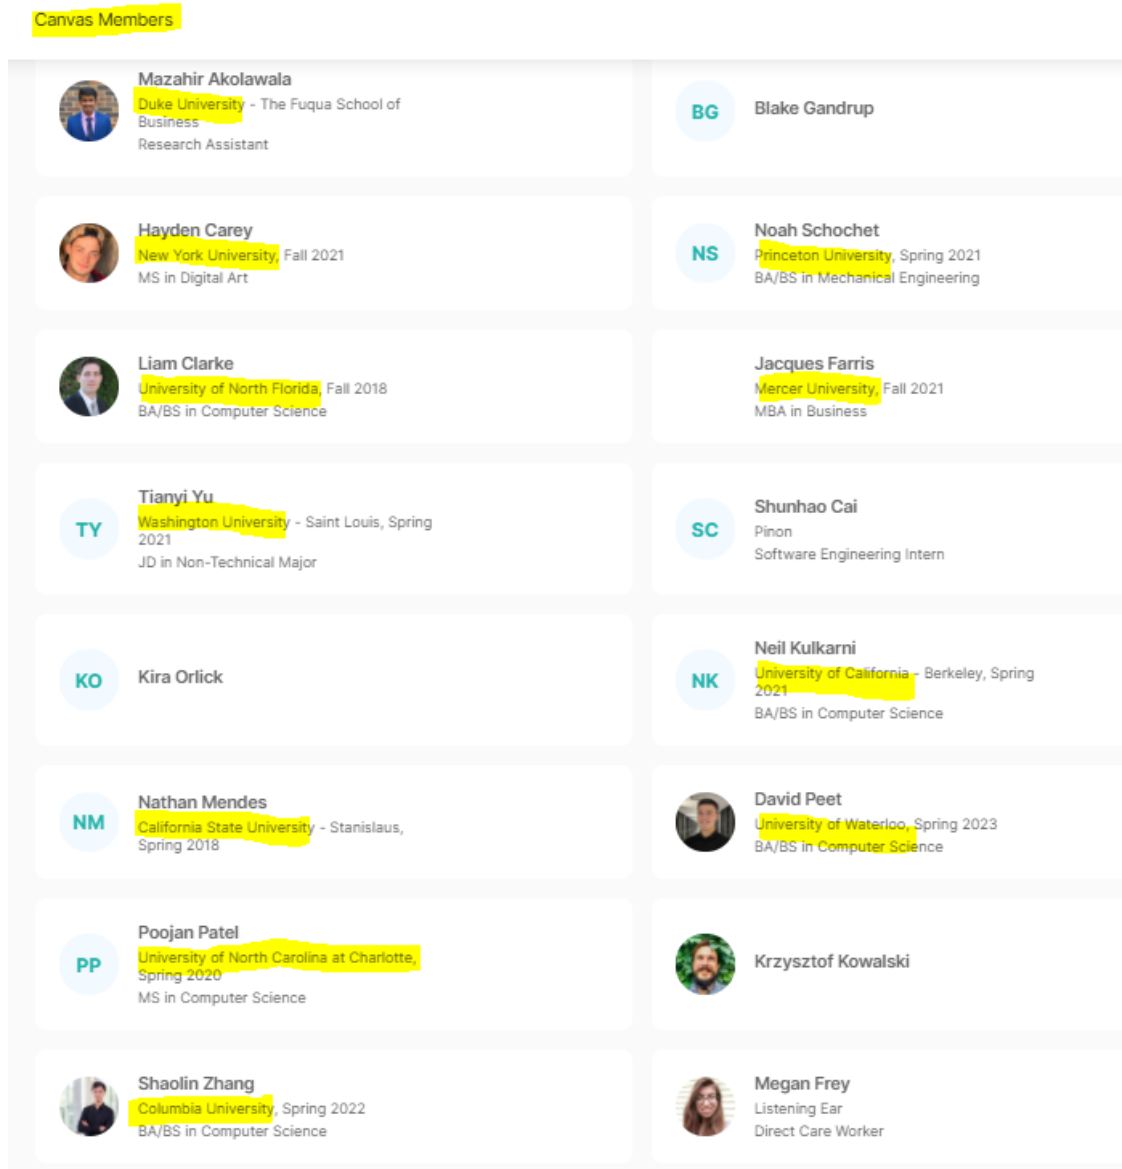 Canvas Members
Mazahir Akolawala
Duke University - The Fuqua School of
Business
Research Assistant
BG
Blake Gandrup
Hayden Carey
New York University, Fall 2021
MS in Digital Art
NS
Noah Schochet
Princeton University, Spring 2021
BA/BS in Mechanical Engineering
Liam Clarke
University of North Florida, Fall 2018
BA/BS in Computer Science
Jacques Farris
Mercer University, Fall 2021
MBA in Business
TY
Tianyi Yu
Washington University - Saint Louis, Spring
2021
JD in Non-Technical Major
SC
Shunhao Cai
Pinon
Software Engineering Intern
KO
Kira Orlick
NK
Neil Kulkarni
University of California - Berkeley, Spring
2021
BA/BS in Computer Science
NM
Nathan Mendes
California State University - Stanislaus,
Spring 2018
David Peet
University of Waterloo, Spring 2023
BA/BS in Computer Science
PP
Poojan Patel
University of North Carolina at Charlotte,
Spring 2020
MS in Computer Science
Krzysztof Kowalski
Shaolin Zhang
Columbia University, Spring 2022
BA/BS in Computer Science
Megan Frey
Listening Ear
Direct Care Worker